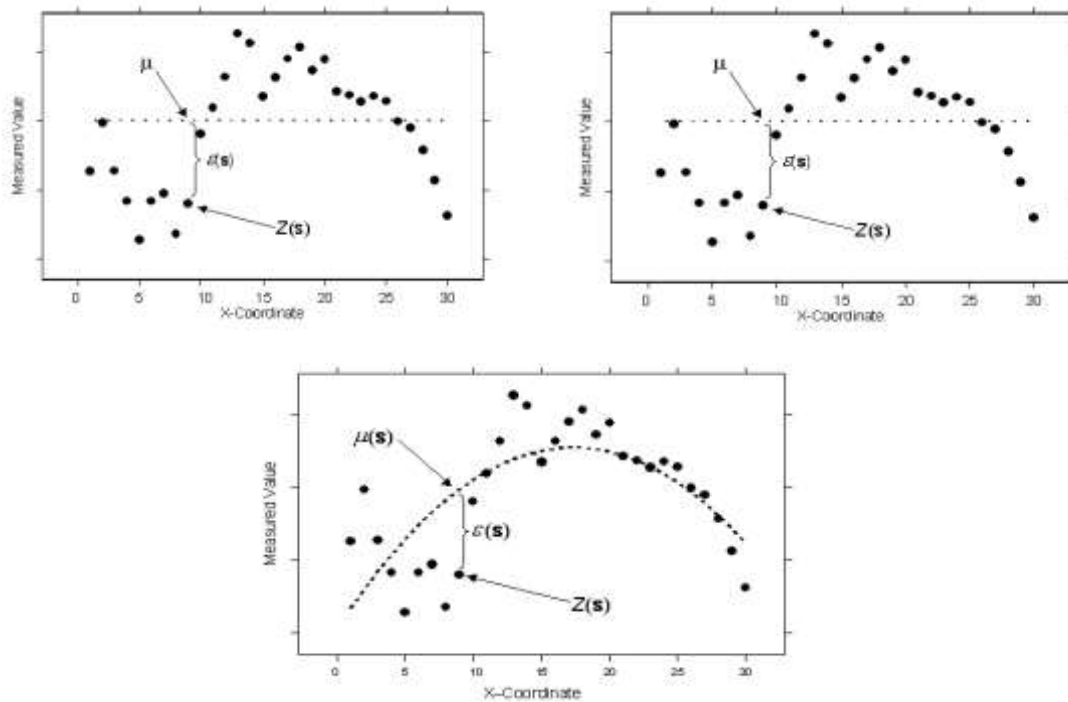 Measured Value
μ
ε(s)
Z(s)
0 5 10 15 20 25 30
X-Coordinate
Measured Value
μ
ε(s)
Z(s)
0 5 10 15 20 25 30
X-Coordinate
Measured Value
μ(s)
ε(s)
Z(s)
0 5 10 15 20 25 30
X-Coordinate